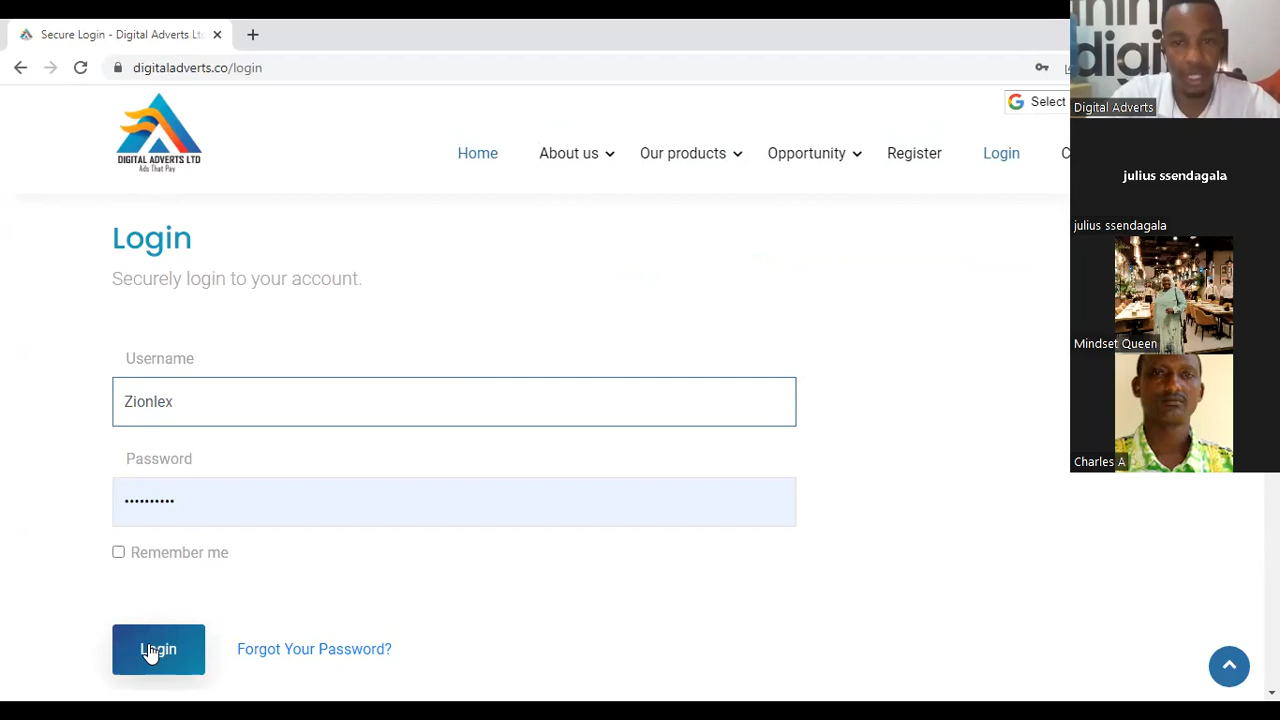 Secure Login - Digital Adverts Lt
digitaladverts.co/login
Select
DIGITAL ADVERTS LTD
Ads That Pay
Home
About us
Our products
Opportunity
Register
Login
C
Login
Securely login to your account.
Username
Zionlex
Password
••••••••••
Remember me
Login
Forgot Your Password?
Digital Adverts
julius ssendagala
julius ssendagala
Mindset Queen
Charles A